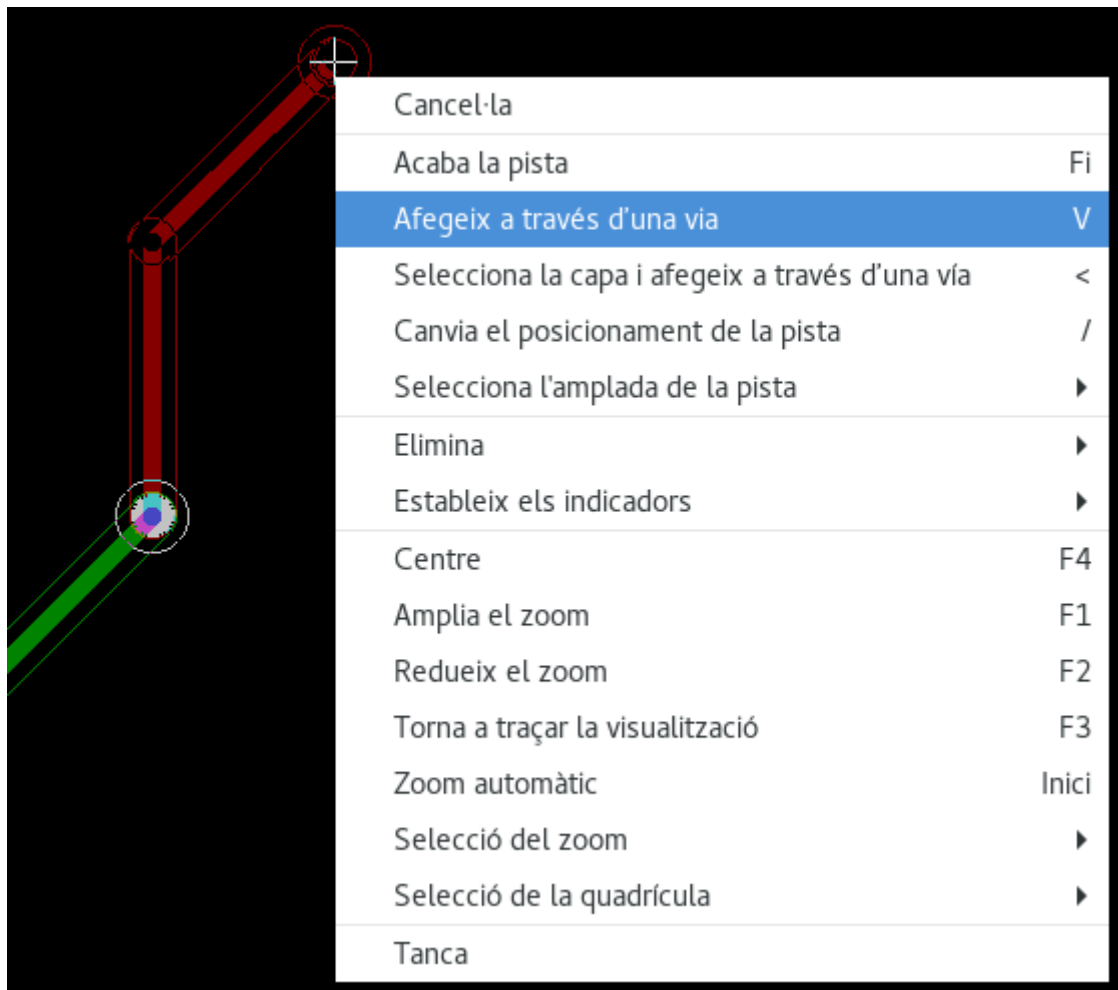 Cancel·la
Acaba la pista Fi
Afegeix a través d’una via V
Selecciona la capa i afegeix a través d’una vía <
Canvia el posicionament de la pista /
Selecciona l'amplada de la pista
Elimina
Estableix els indicadors
Centre F4
Amplia el zoom F1
Redueix el zoom F2
Torna a traçar la visualització F3
Zoom automàtic Inici
Selecció del zoom
Selecció de la quadrícula
Tanca